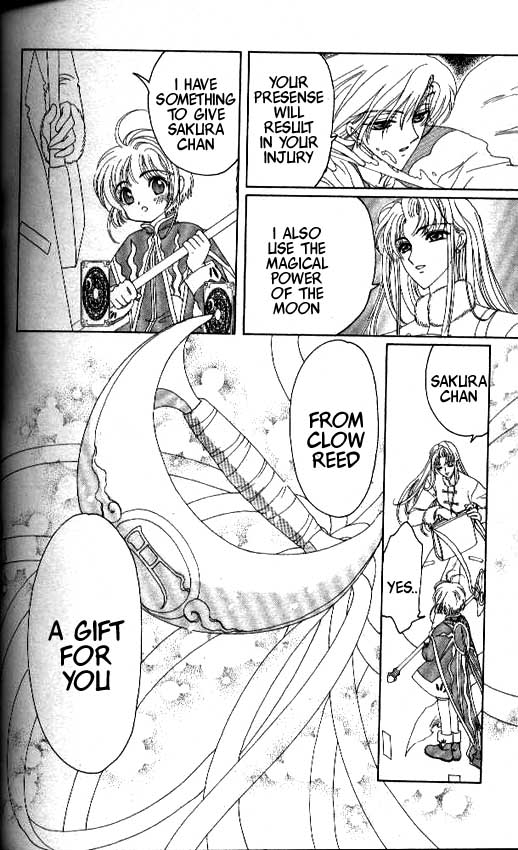 YOUR
PRESENSE
WILL
RESULT
IN YOUR
INJURY
I HAVE
SOMETHING
TO GIVE
SAKURA
CHAN
I ALSO
USE THE
MAGICAL
POWER
OF THE
MOON
SAKURA
CHAN
YES..
FROM
CLOW
REED
A GIFT
FOR
YOU